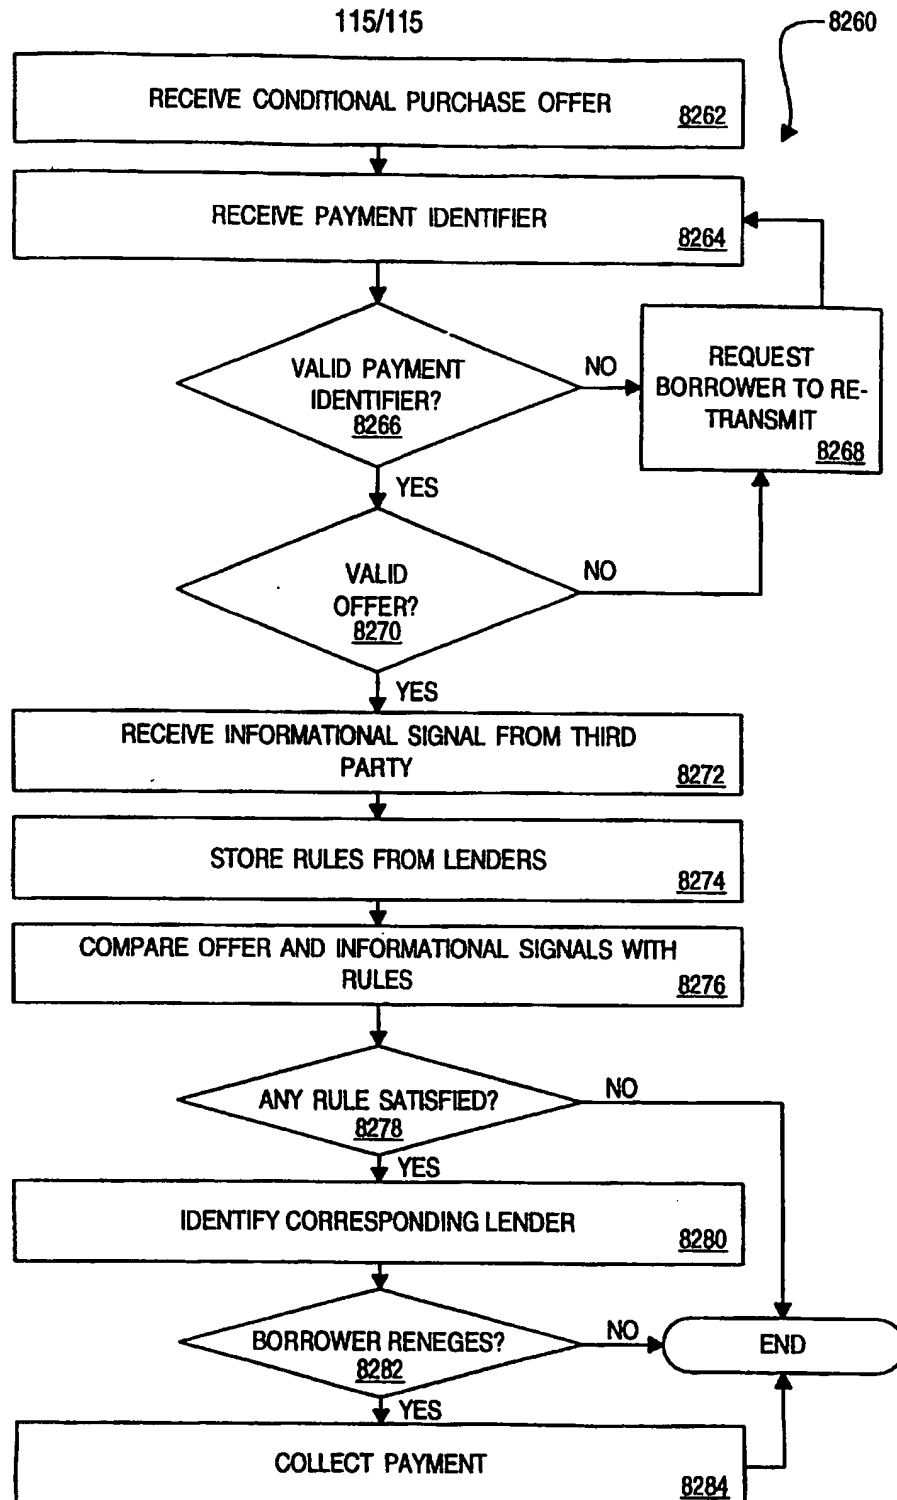 115/115
8260
RECEIVE CONDITIONAL PURCHASE OFFER
8262
RECEIVE PAYMENT IDENTIFIER
8264
VALID PAYMENT
IDENTIFIER?
8266
NO
REQUEST
BORROWER TO RE-
TRANSMIT
8268
YES
VALID
OFFER?
8270
NO
YES
RECEIVE INFORMATIONAL SIGNAL FROM THIRD
PARTY
8272
STORE RULES FROM LENDERS
8274
COMPARE OFFER AND INFORMATIONAL SIGNALS WITH
RULES
8276
ANY RULE SATISFIED?
8278
NO
YES
IDENTIFY CORRESPONDING LENDER
8280
BORROWER RENEGES?
8282
NO
END
YES
COLLECT PAYMENT
8284